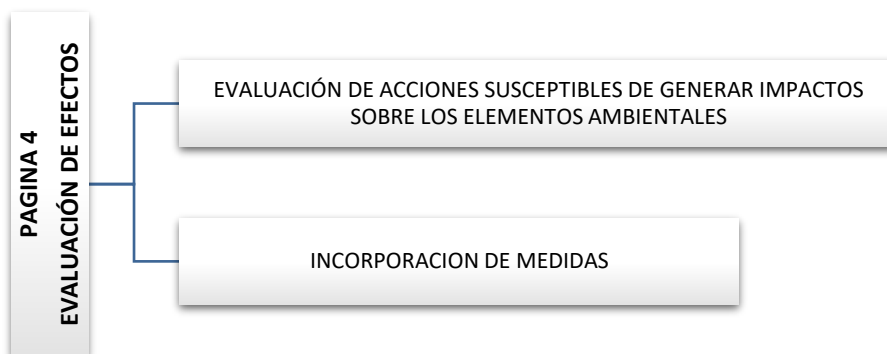 PAGINA 4
EVALUACIÓN DE EFECTOS
EVALUACIÓN DE ACCIONES SUSCEPTIBLES DE GENERAR IMPACTOS
SOBRE LOS ELEMENTOS AMBIENTALES
INCORPORACION DE MEDIDAS